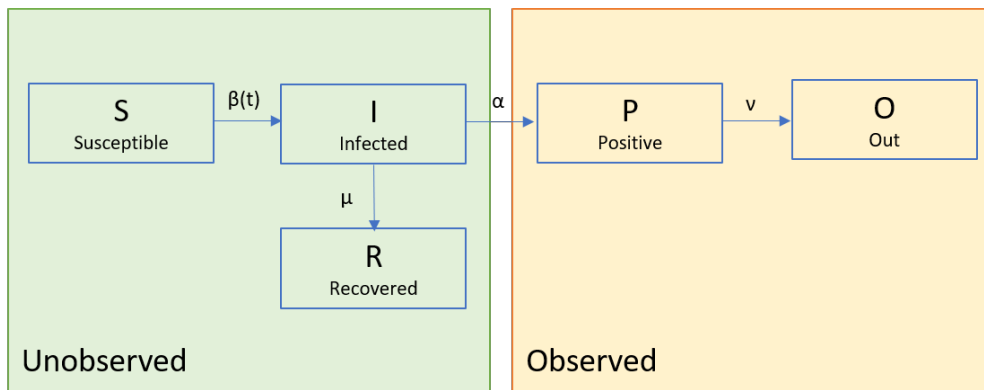 S
Susceptible
β(t)
I
Infected
α
P
Positive
ν
O
Out
μ
R
Recovered
Unobserved
Observed